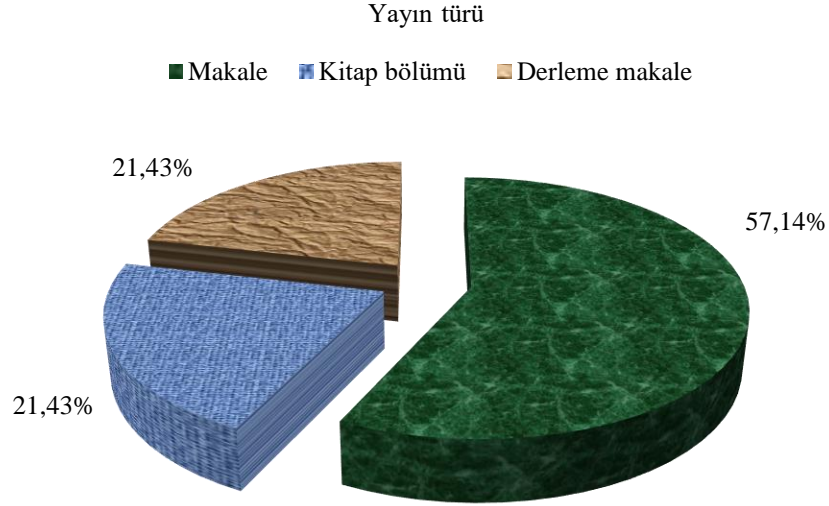 Yayın türü
Makale Kitap bölümü Derleme makale
21,43%
57,14%
21,43%